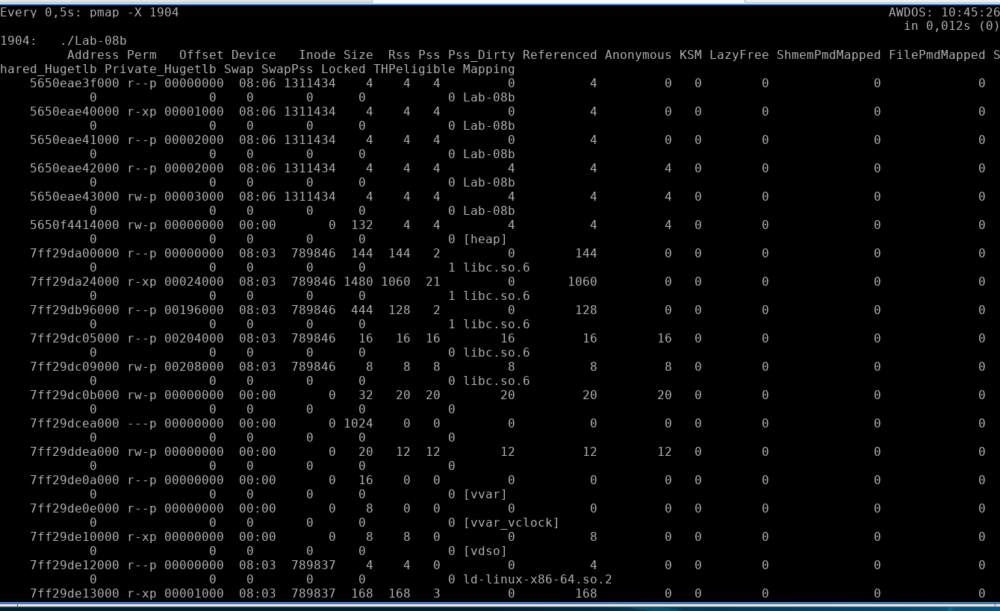 Every 0,5s: pmap -X 1904 AWDOS: 10:45:26
in 0,012s (0)
1904: ./Lab-08b
Address Perm Offset Device Inode Size Rss Pss Pss_Dirty Referenced Anonymous KSM LazyFree ShmemPmdMapped FilePmdMapped S
hared_Hugetlb Private_Hugetlb Swap SwapPss Locked THPeligible Mapping
5650eae3f000 r--p 00000000 08:06 1311434 4 4 4 0 4 0 0 0 0 0
0 0 0 0 0 0 Lab-08b
5650eae40000 r-xp 00001000 08:06 1311434 4 4 4 0 4 0 0 0 0 0
0 0 0 0 0 0 Lab-08b
5650eae41000 r--p 00002000 08:06 1311434 4 4 4 0 4 0 0 0 0 0
0 0 0 0 0 0 Lab-08b
5650eae42000 r--p 00002000 08:06 1311434 4 4 4 4 4 4 0 0 0 0
0 0 0 0 0 0 Lab-08b
5650eae43000 rw-p 00003000 08:06 1311434 4 4 4 4 4 4 0 0 0 0
0 0 0 0 0 0 Lab-08b
5650f4414000 rw-p 00000000 00:00 0 132 4 4 4 4 4 0 0 0 0
0 0 0 0 0 0 [heap]
7ff29da00000 r--p 00000000 08:03 789846 144 144 2 0 144 0 0 0 0 0
0 0 0 0 0 1 libc.so.6
7ff29da24000 r-xp 00024000 08:03 789846 1480 1060 21 0 1060 0 0 0 0 0
0 0 0 0 0 1 libc.so.6
7ff29db96000 r--p 00196000 08:03 789846 444 128 2 0 128 0 0 0 0 0
0 0 0 0 0 1 libc.so.6
7ff29dc05000 r--p 00204000 08:03 789846 16 16 16 16 16 16 0 0 0 0
0 0 0 0 0 0 libc.so.6
7ff29dc09000 rw-p 00208000 08:03 789846 8 8 8 8 8 8 0 0 0 0
0 0 0 0 0 0 libc.so.6
7ff29dc0b000 rw-p 00000000 00:00 0 32 20 20 20 20 20 0 0 0 0
0 0 0 0 0 0
7ff29dcea000 ---p 00000000 00:00 0 1024 0 0 0 0 0 0 0 0 0
0 0 0 0 0 0
7ff29ddea000 rw-p 00000000 00:00 0 20 12 12 12 12 12 0 0 0 0
0 0 0 0 0 0
7ff29de0a000 r--p 00000000 00:00 0 16 0 0 0 0 0 0 0 0 0
0 0 0 0 0 0 [vvar]
7ff29de0e000 r--p 00000000 00:00 0 8 0 0 0 0 0 0 0 0 0
0 0 0 0 0 0 [vvar_vclock]
7ff29de10000 r-xp 00000000 00:00 0 8 8 0 0 8 0 0 0 0 0
0 0 0 0 0 0 [vdso]
7ff29de12000 r--p 00000000 08:03 789837 4 4 0 0 4 0 0 0 0 0
0 0 0 0 0 0 ld-linux-x86-64.so.2
7ff29de13000 r-xp 00001000 08:03 789837 168 168 3 0 168 0 0 0 0 0